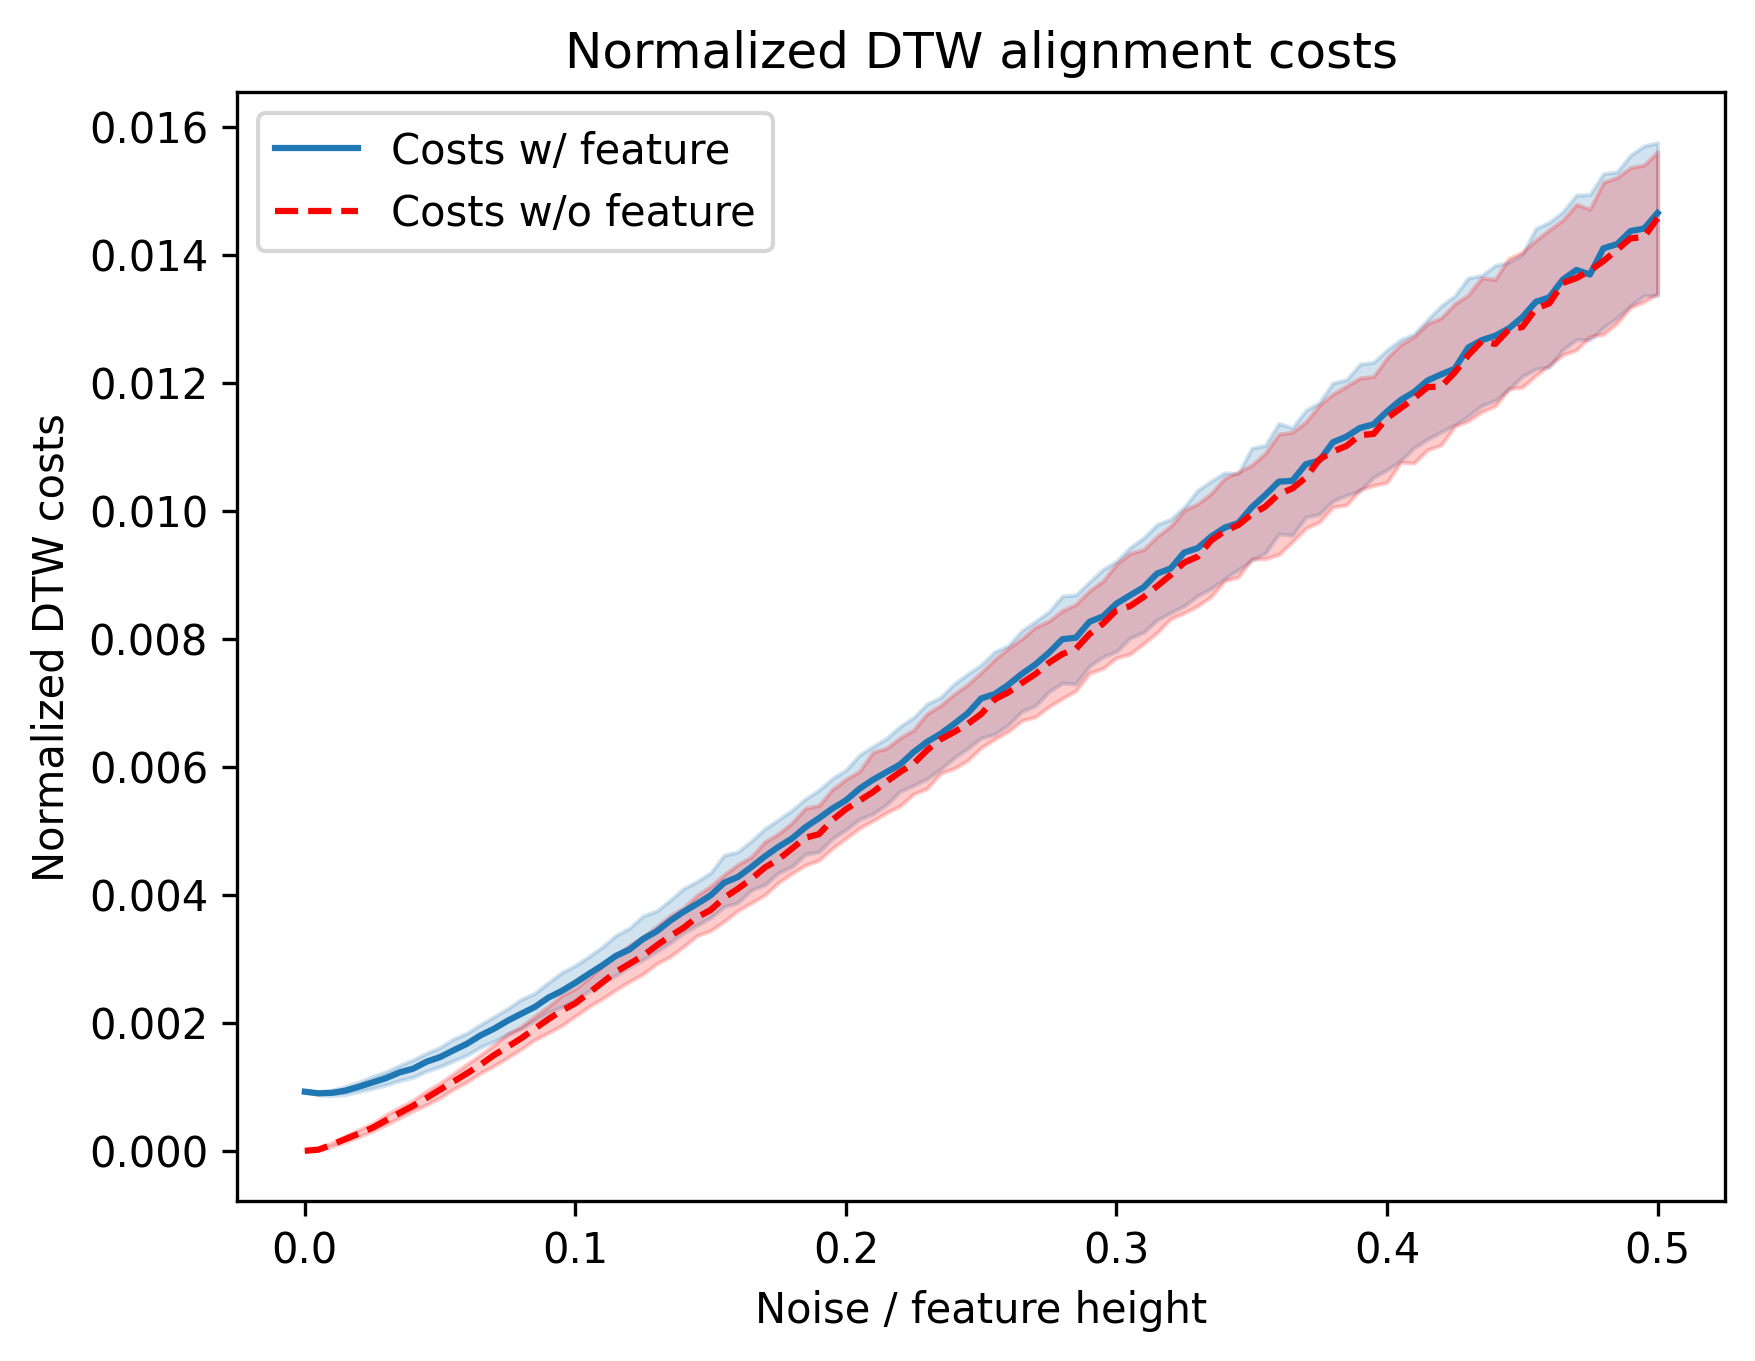 Normalized DTW alignment costs
Costs w/ feature
Costs w/o feature
Normalized DTW costs
0.016
0.014
0.012
0.010
0.008
0.006
0.004
0.002
0.000
0.0 0.1 0.2 0.3 0.4 0.5
Noise / feature height